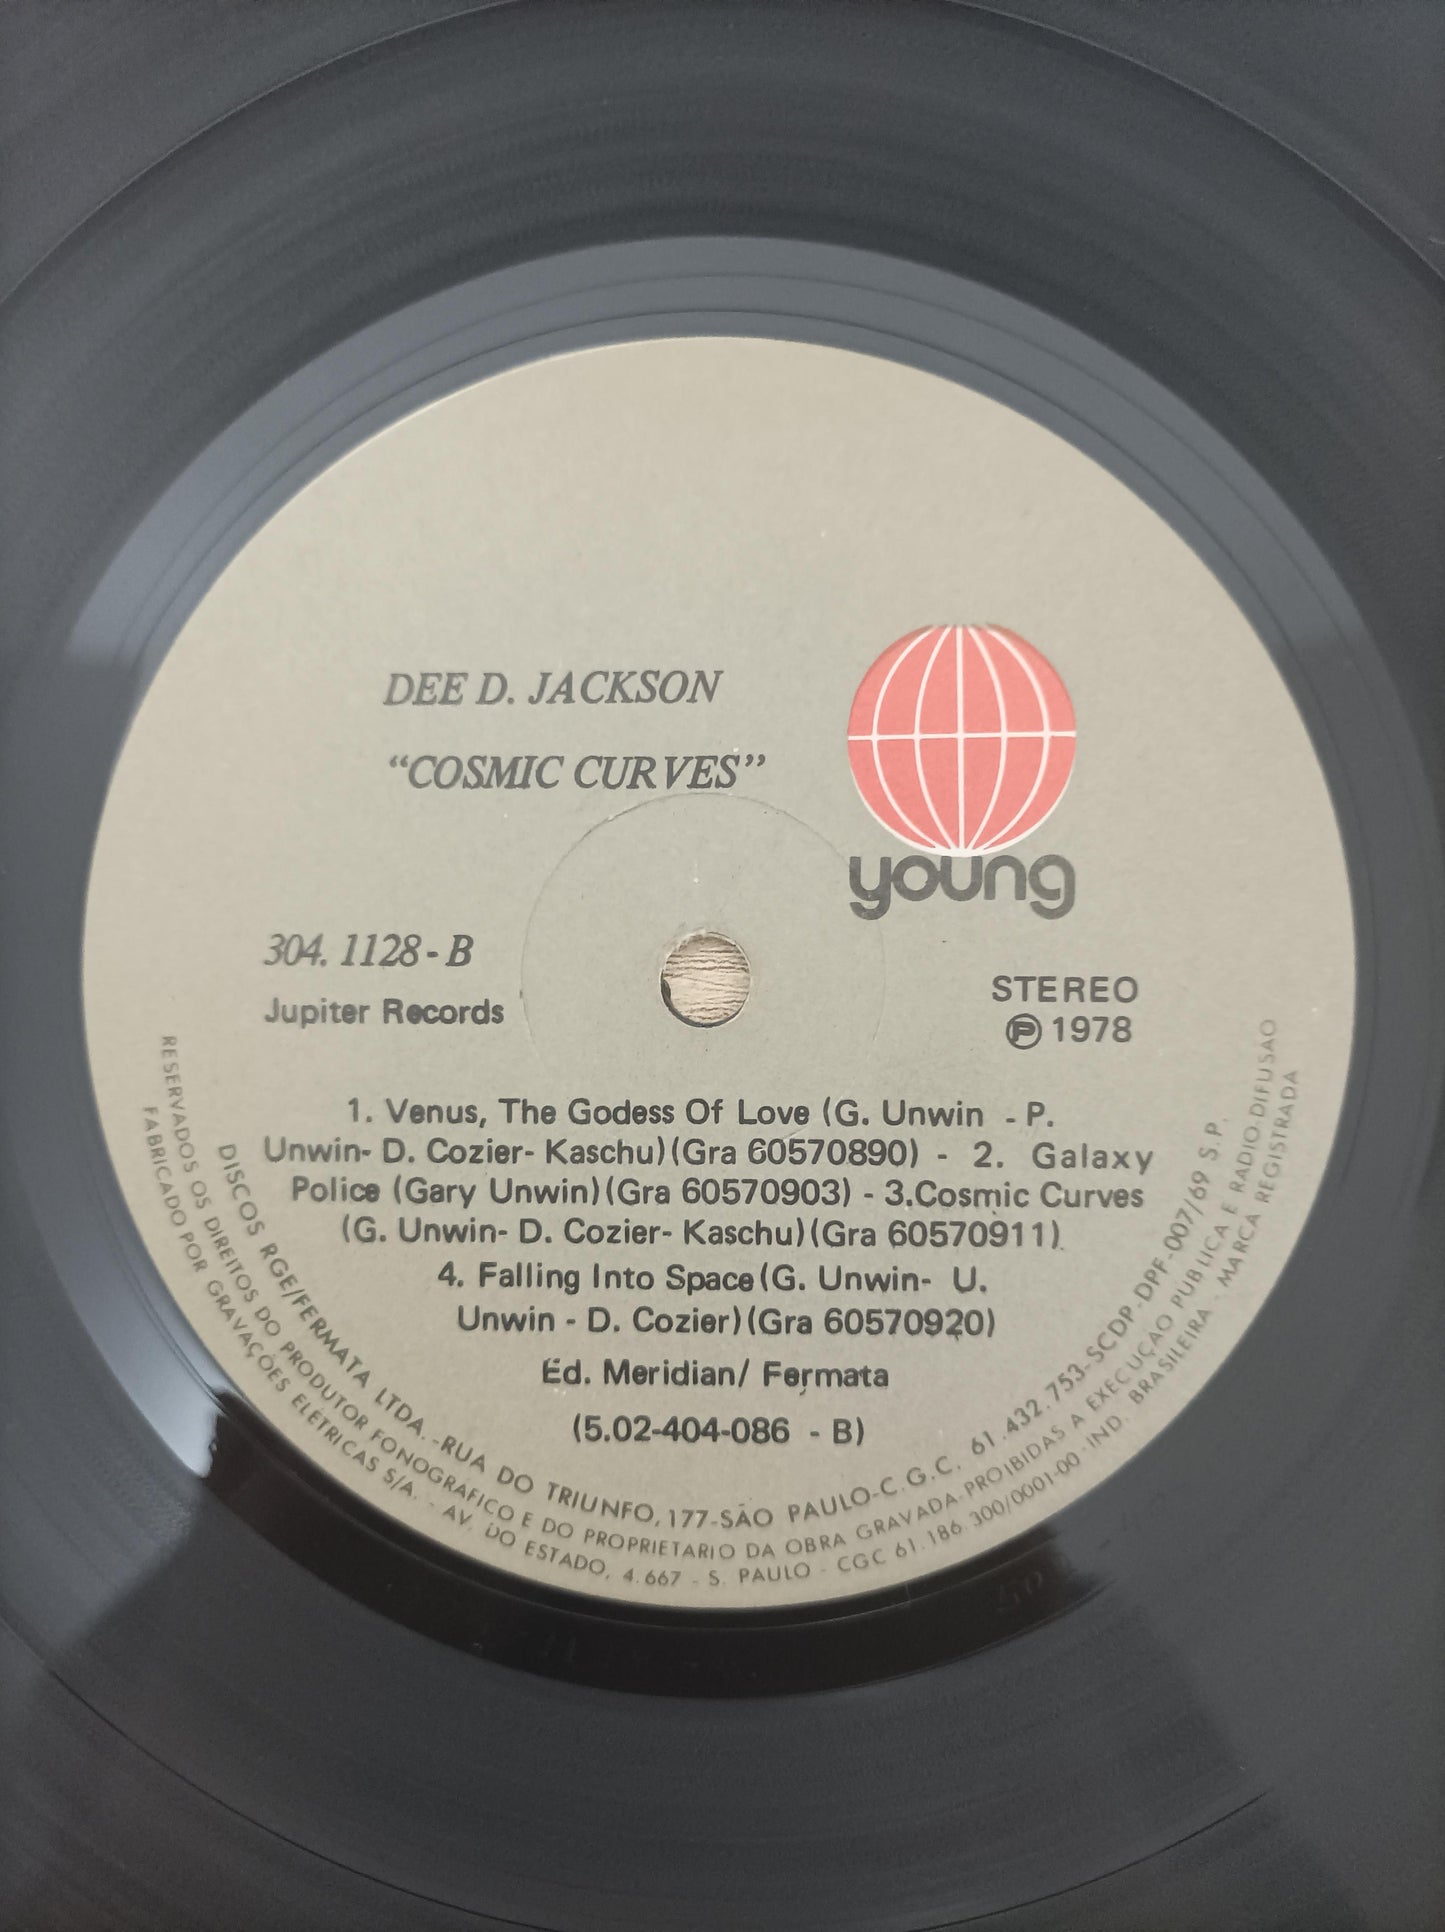 DEE D. JACKSON
“COSMIC CURVES”
young
304. 1128-B
Jupiter Records
STEREO
Ⓟ 1978
1. Venus, The Godess Of Love (G. Unwin - P.
Unwin- D. Cozier- Kaschu)(Gra 60570890) - 2. Galaxy
Police (Gary Unwin)(Gra 60570903) - 3.Cosmic Curves
(G. Unwin- D. Cozier- Kaschu)(Gra 60570911)
4. Falling Into Space(G. Unwin- U.
Unwin - D. Cozier)(Gra 60570920)
Ed. Meridian/ Fermata
(5.02-404-086 - B)
DISCOS RGE/FERMATA LTDA.-RUA DO TRIUNFO, 177-SÃO PAULO-C.G.C. 61.432.753-SCDP-DPF-007/69 S.P.
RESERVADOS OS DIREITOS DO PRODUTOR FONOGRAFICO E DO PROPRIETARIO DA OBRA GRAVADA-PROIBIDAS A EXECUÇAO PUBLICA E RADIO.DIFUSAO
FABRICADO POR GRAVAÇÕES ELÉTRICAS S/A. - AV. DO ESTADO, 4.667 - S. PAULO - CGC 61.186.300/0001-00-IND. BRASILEIRA - MARCA REGISTRADA